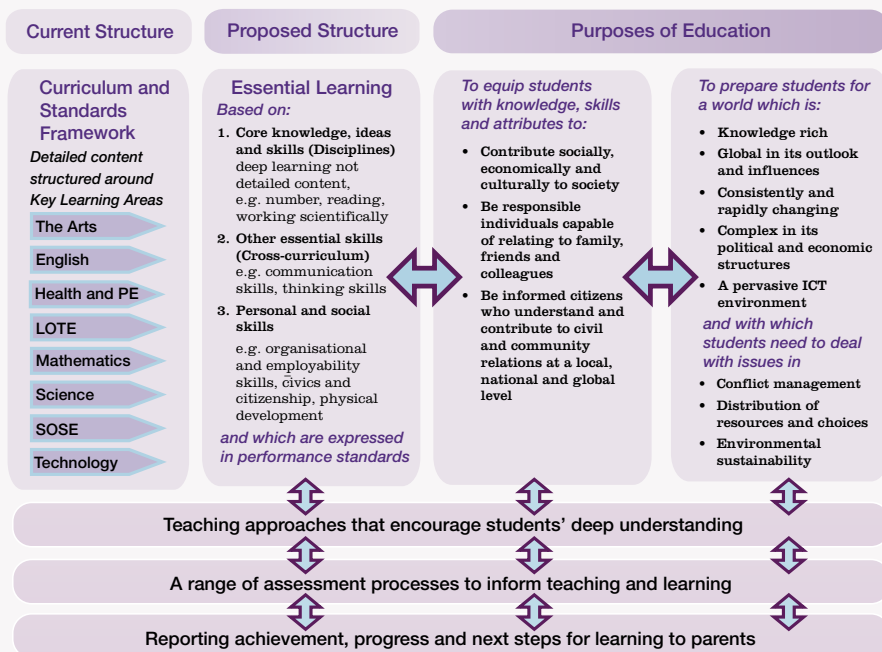 Current Structure
Proposed Structure
Purposes of Education
Curriculum and
Standards
Framework
Detailed content
structured around
Key Learning Areas
The Arts
English
Health and PE
LOTE
Mathematics
Science
SOSE
Technology
Essential Learning
Based on:
1. Core knowledge, ideas
and skills (Disciplines)
deep learning not
detailed content,
e.g. number, reading,
working scientifically
2. Other essential skills
(Cross-curriculum)
e.g. communication
skills, thinking skills
3. Personal and social
skills
e.g. organisational
and employability
skills, civics and
citizenship, physical
development
and which are expressed
in performance standards
To equip students
with knowledge, skills
and attributes to:
• Contribute socially,
economically and
culturally to society
• Be responsible
individuals capable
of relating to family,
friends and
colleagues
• Be informed citizens
who understand and
contribute to civil
and community
relations at a local,
national and global
level
To prepare students for
a world which is:
• Knowledge rich
• Global in its outlook
and influences
• Consistently and
rapidly changing
• Complex in its
political and economic
structures
• A pervasive ICT
environment
and with which
students need to deal
with issues in
• Conflict management
• Distribution of
resources and choices
• Environmental
sustainability
Teaching approaches that encourage students' deep understanding
A range of assessment processes to inform teaching and learning
Reporting achievement, progress and next steps for learning to parents